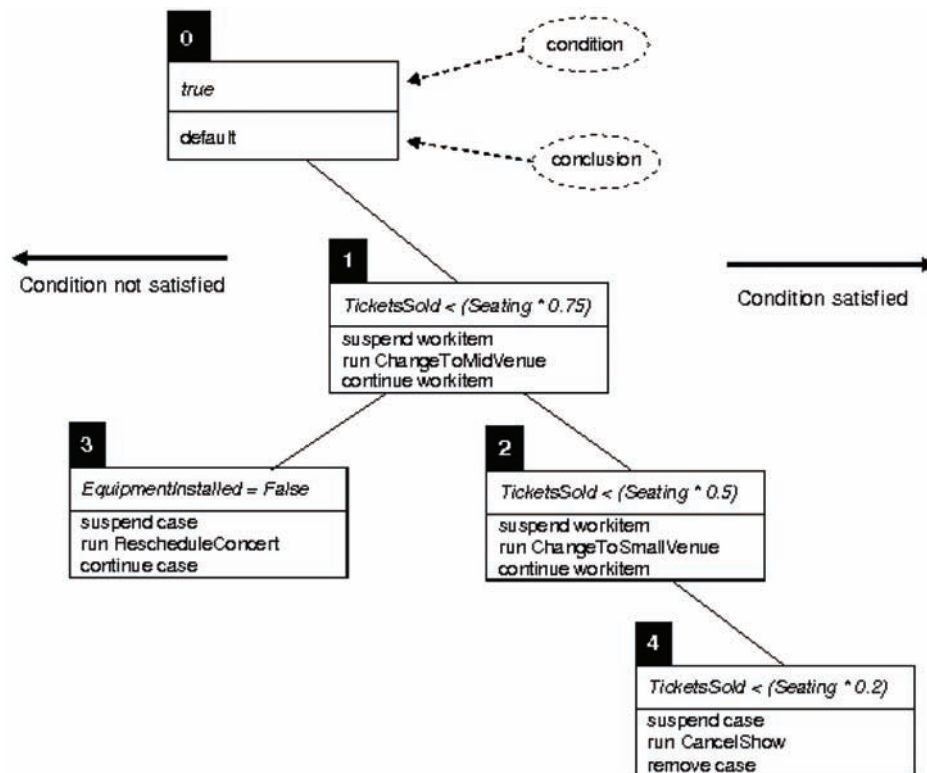 0
condition
true
default
conclusion
Condition not satisfied
1
Condition satisfied
TicketsSold < (Seating * 0.75)
suspend workitem
run ChangeToMidVenue
continue workitem
3
2
EquipmentInstalled = False
suspend case
run RescheduleConcert
continue case
TicketsSold < (Seating * 0.5)
suspend workitem
run ChangeToSmallVenue
continue workitem
4
TicketsSold < (Seating * 0.2)
suspend case
run CancelShow
remove case